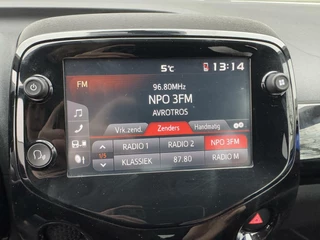 5°C 13:14
FM
96.80MHz
NPO 3FM
AVROTROS
Vrk.zend. Zenders Handmatig
RADIO 1 RADIO 2 NPO 3FM
1/5
KLASSIEK 87.80 RADIO M